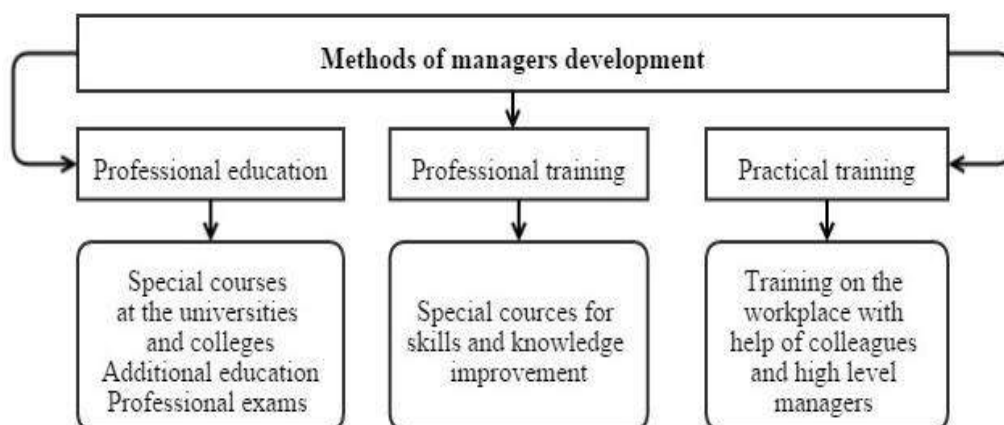 Methods of managers development
Professional education
Professional training
Practical training
Special courses
at the universities
and colleges
Additional education
Professional exams
Special cources for
skills and knowledge
improvement
Training on the
workplace with
help of colleagues
and high level
managers